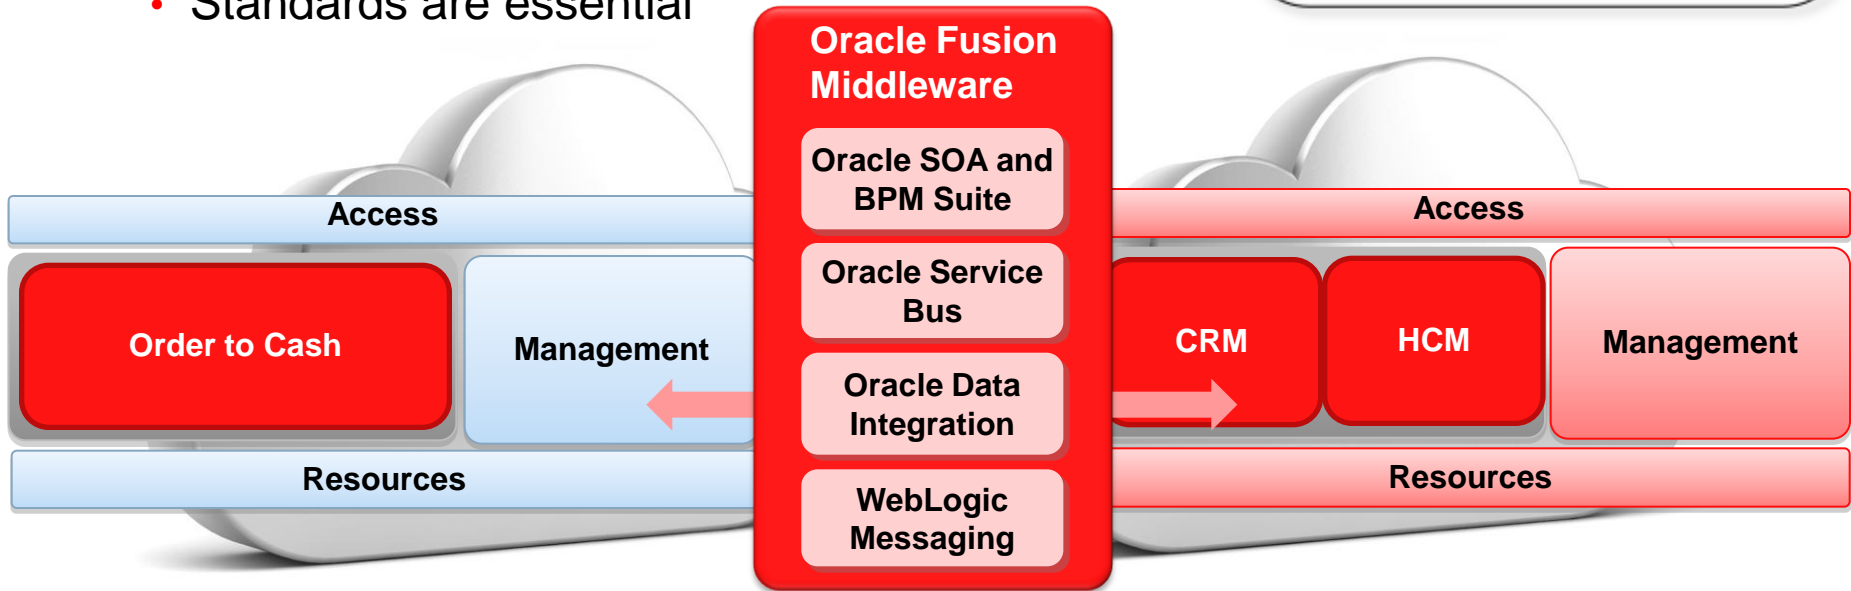 • Standards are essential
Oracle Fusion
Middleware
Oracle SOA and
BPM Suite
Oracle Service
Bus
Oracle Data
Integration
WebLogic
Messaging
Access
Order to Cash
Management
Resources
Access
CRM
HCM
Management
Resources